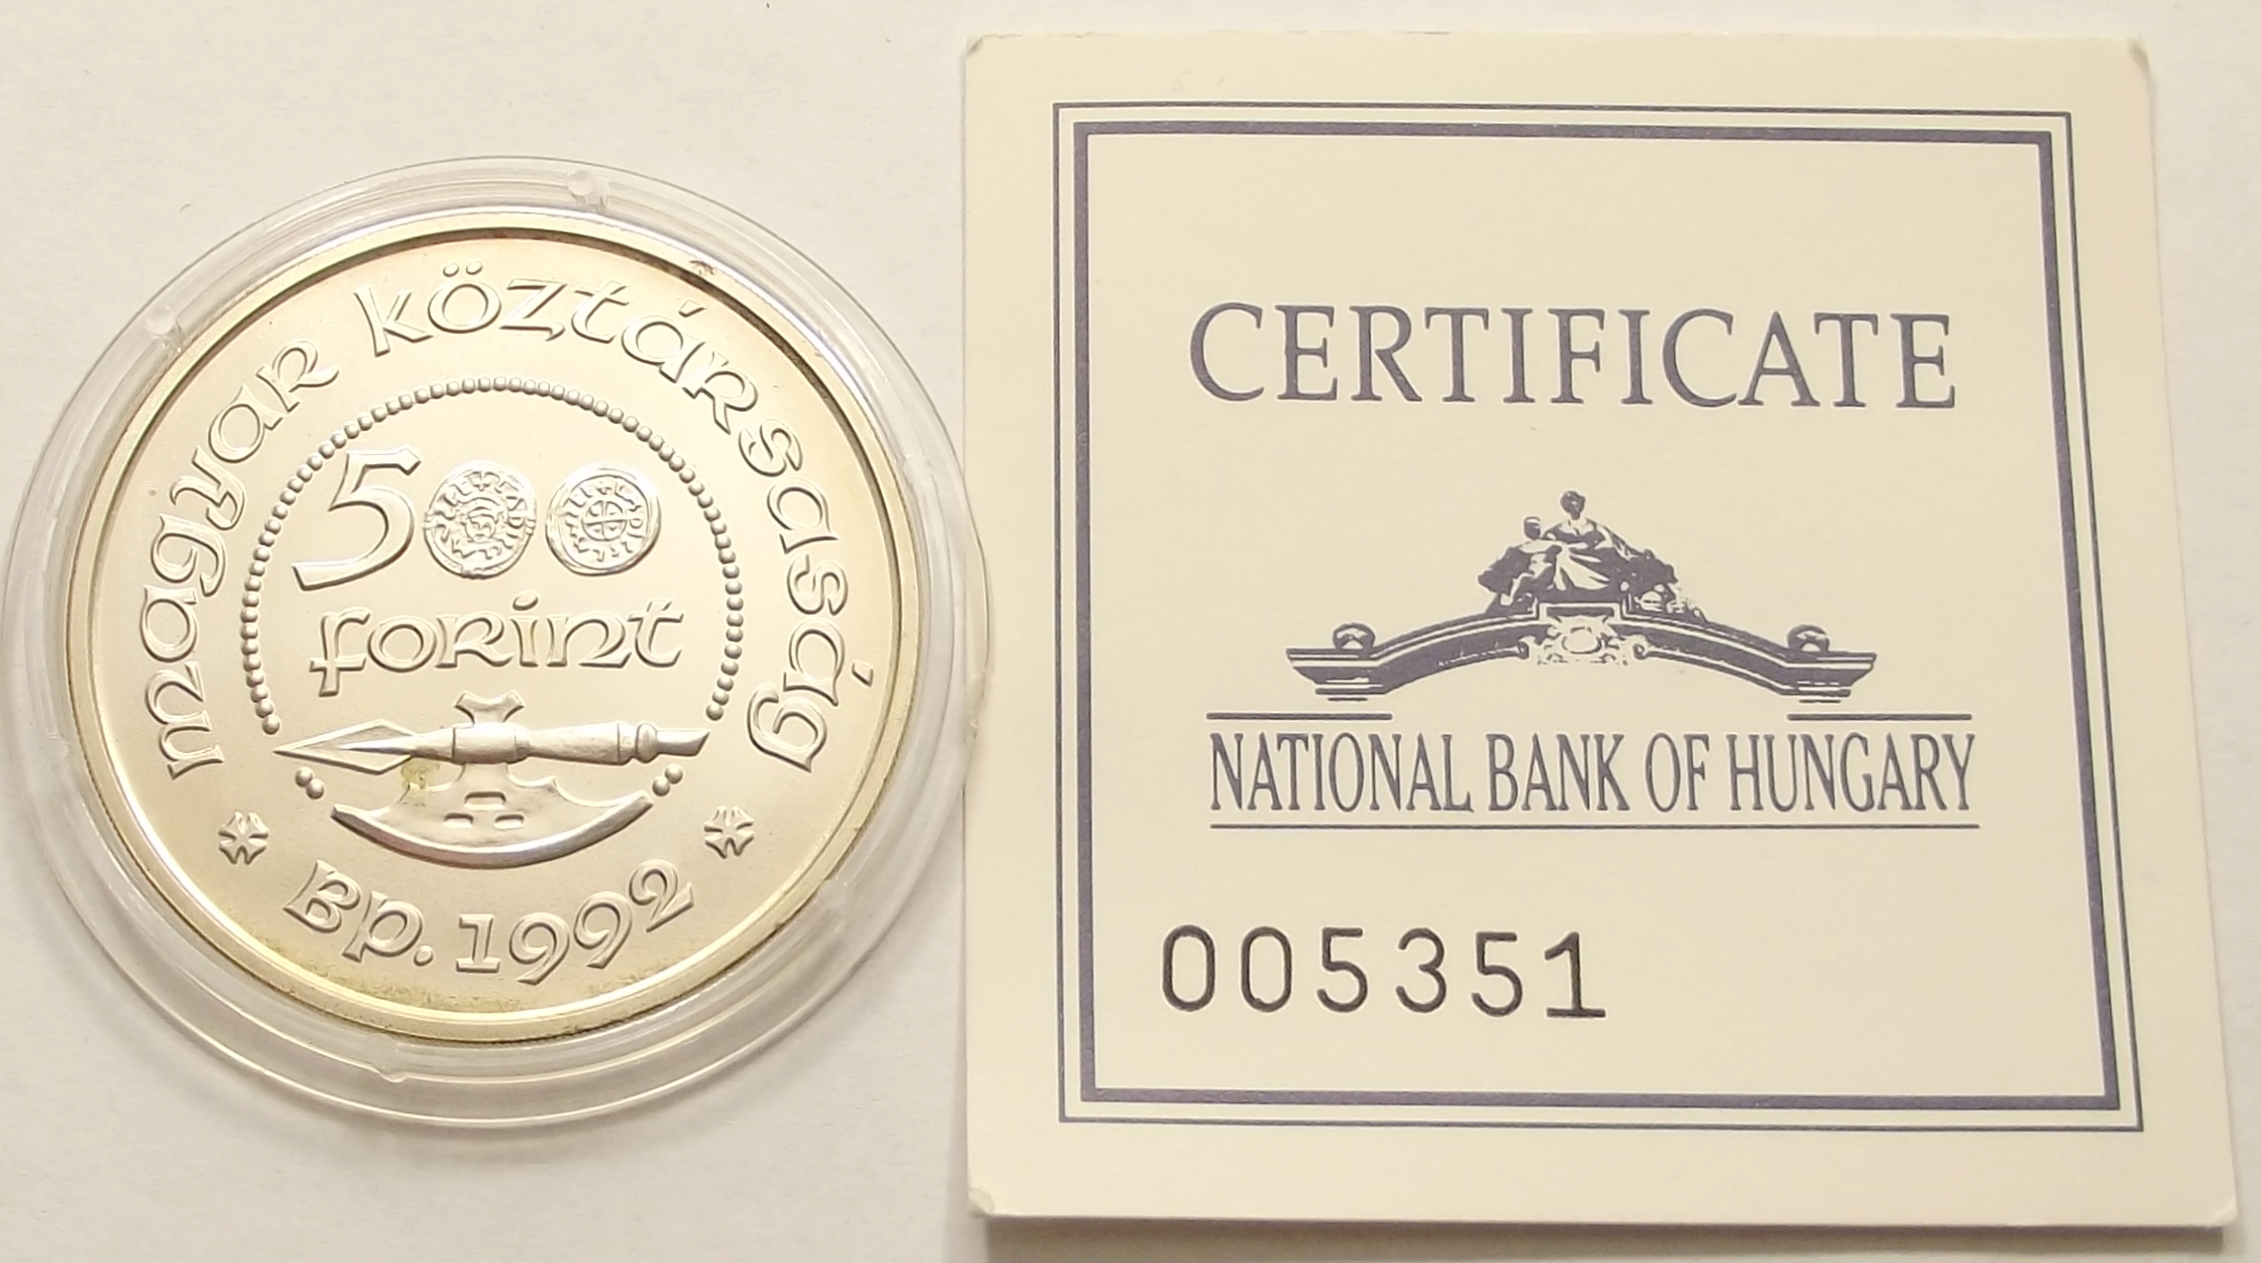 magyar köztársaság
500
forint
Bp. 1992
CERTIFICATE
NATIONAL BANK OF HUNGARY
005351